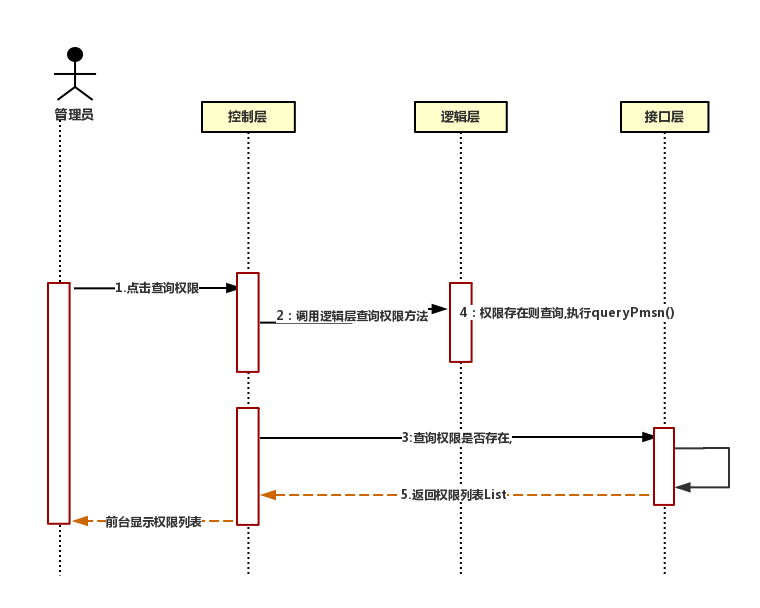 管理员
控制层
逻辑层
接口层
1.点击查询权限
2：调用逻辑层查询权限方法
4：权限存在则查询,执行queryPmsn()
3:查询权限是否存在,
5.返回权限列表List
前台显示权限列表